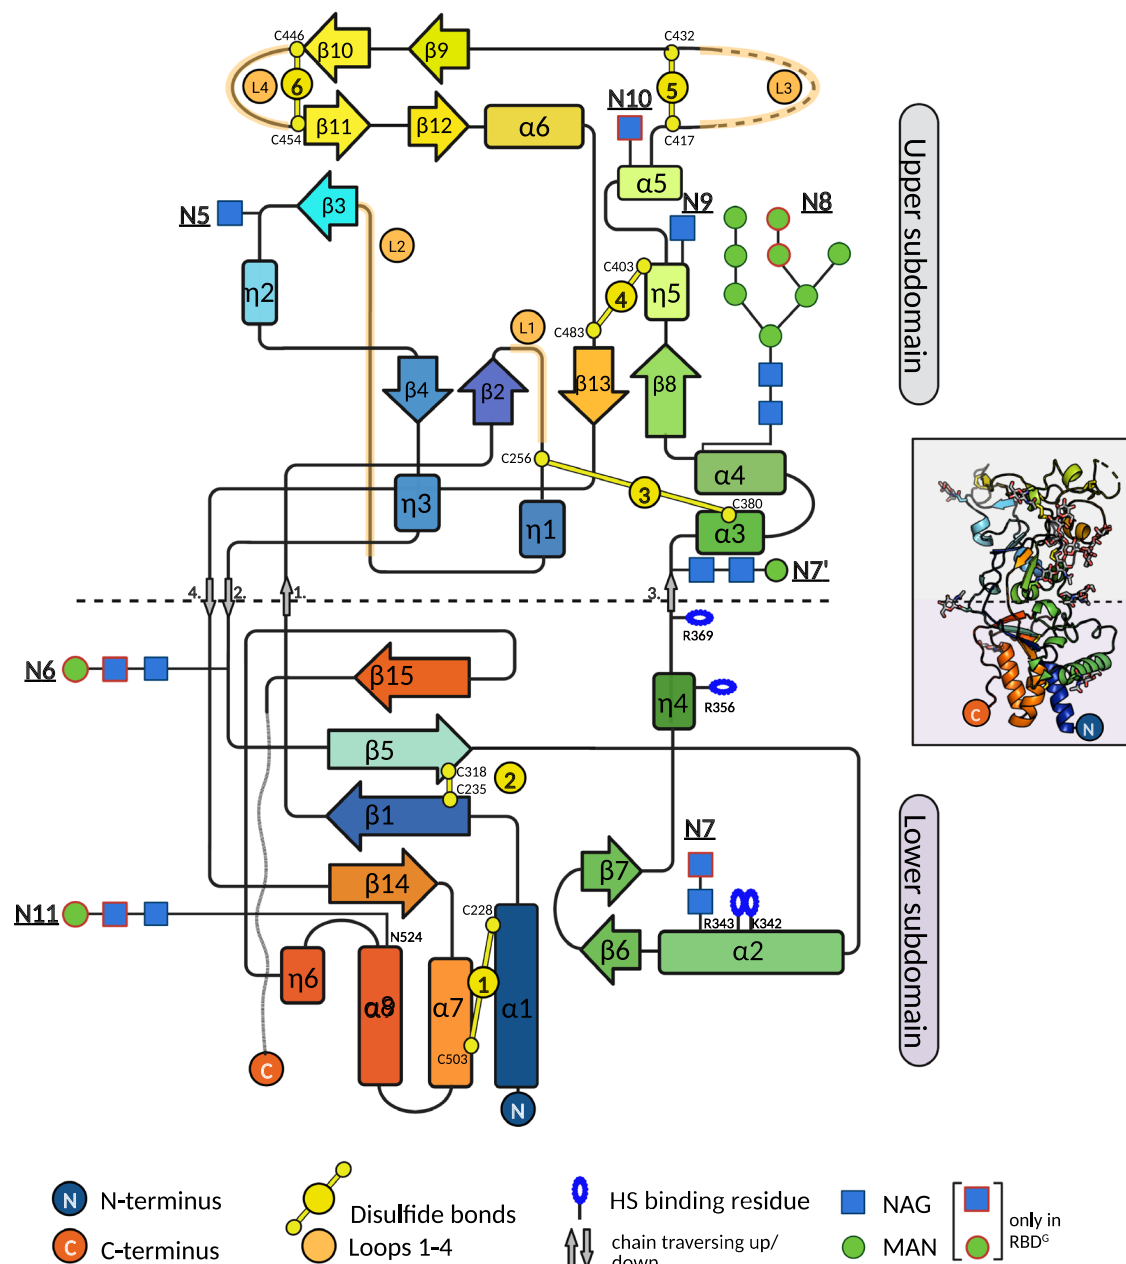 C446
β10
β9
C432
L4
6
5
L3
N10
β11
β12
α6
C454
C417
α5
N5
β3
N9
N8
L2
C403
η2
4
η5
L1
C483
β4
β2
β13
β8
C256
α4
η3
3
C380
η1
α3
N7'
4.
2.
1.
3.
R369
N6
β15
η4
R356
β5
C318
2
C235
β1
N7
β7
β14
N11
C228
R343
K342
N524
β6
α2
η6
α7
1
α1
C503
C
N
Upper subdomain
C
N
Lower subdomain
N
N-terminus
C
C-terminus
Disulfide bonds
Loops 1-4
HS binding residue
chain traversing up/
down
NAG
MAN
only in
RBDᴳ